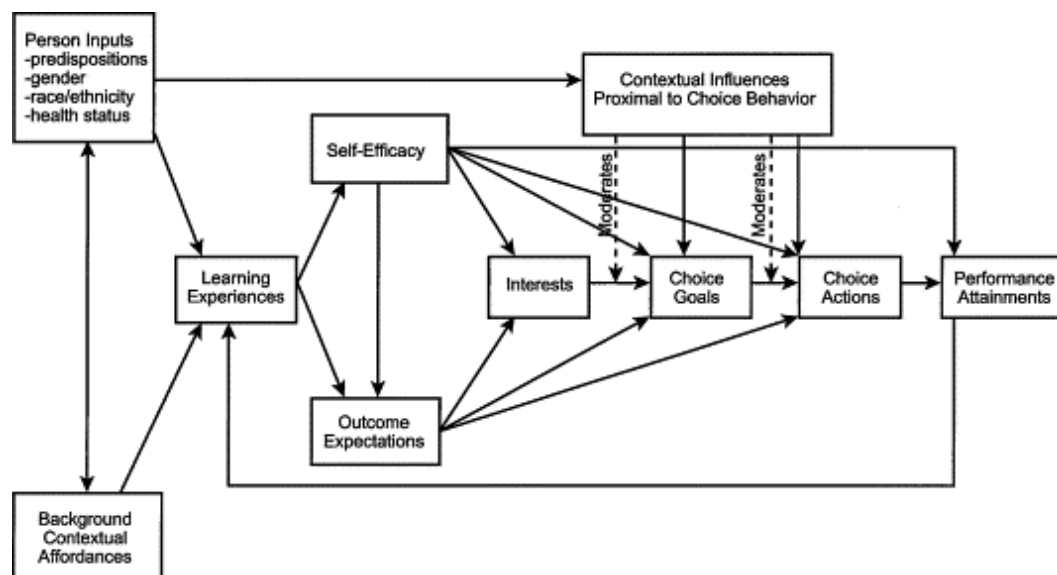 Person Inputs
-predispositions
-gender
-race/ethnicity
-health status
Contextual Influences
Proximal to Choice Behavior
Self-Efficacy
Moderates
Moderates
Learning
Experiences
Interests
Choice
Goals
Choice
Actions
Performance
Attainments
Outcome
Expectations
Background
Contextual
Affordances